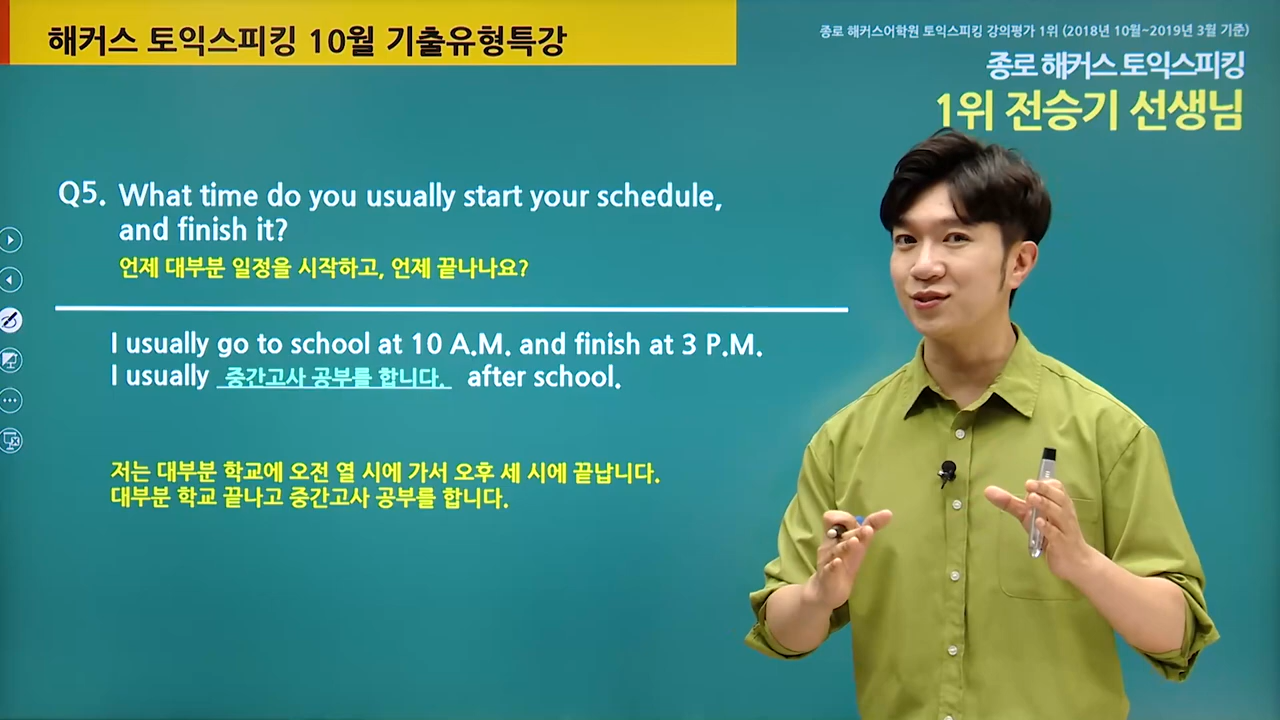 해커스 토익스피킹 10월 기출유형특강
종로 해커스어학원 토익스피킹 강의평가 1위 (2018년 10월~2019년 3월 기준)
종로 해커스 토익스피킹
1위 전승기 선생님
Q5. What time do you usually start your schedule,
and finish it?
언제 대부분 일정을 시작하고, 언제 끝나나요?
I usually go to school at 10 A.M. and finish at 3 P.M.
I usually 중간고사 공부를 합니다. after school.
저는 대부분 학교에 오전 열 시에 가서 오후 세 시에 끝납니다.
대부분 학교 끝나고 중간고사 공부를 합니다.